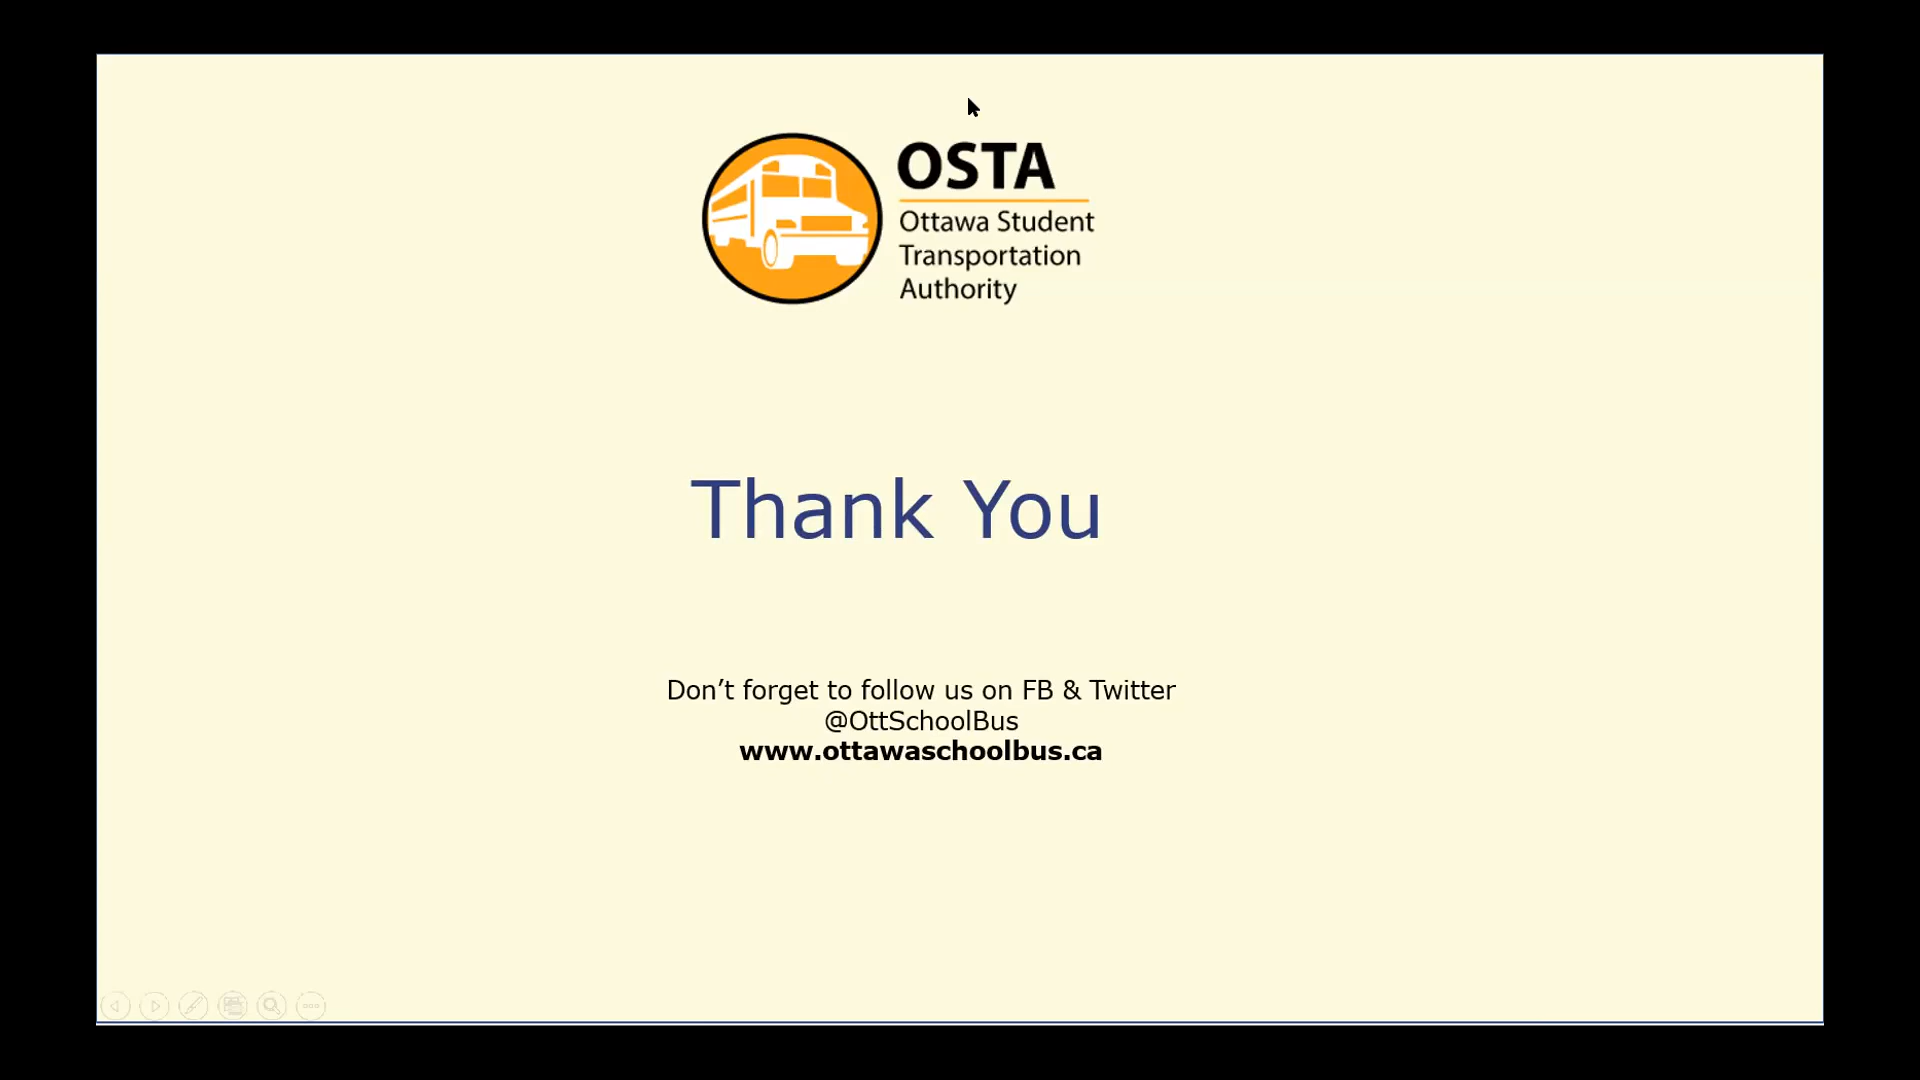 OSTA
Ottawa Student
Transportation
Authority
Thank You
Don’t forget to follow us on FB & Twitter
@OttSchoolBus
www.ottawaschoolbus.ca